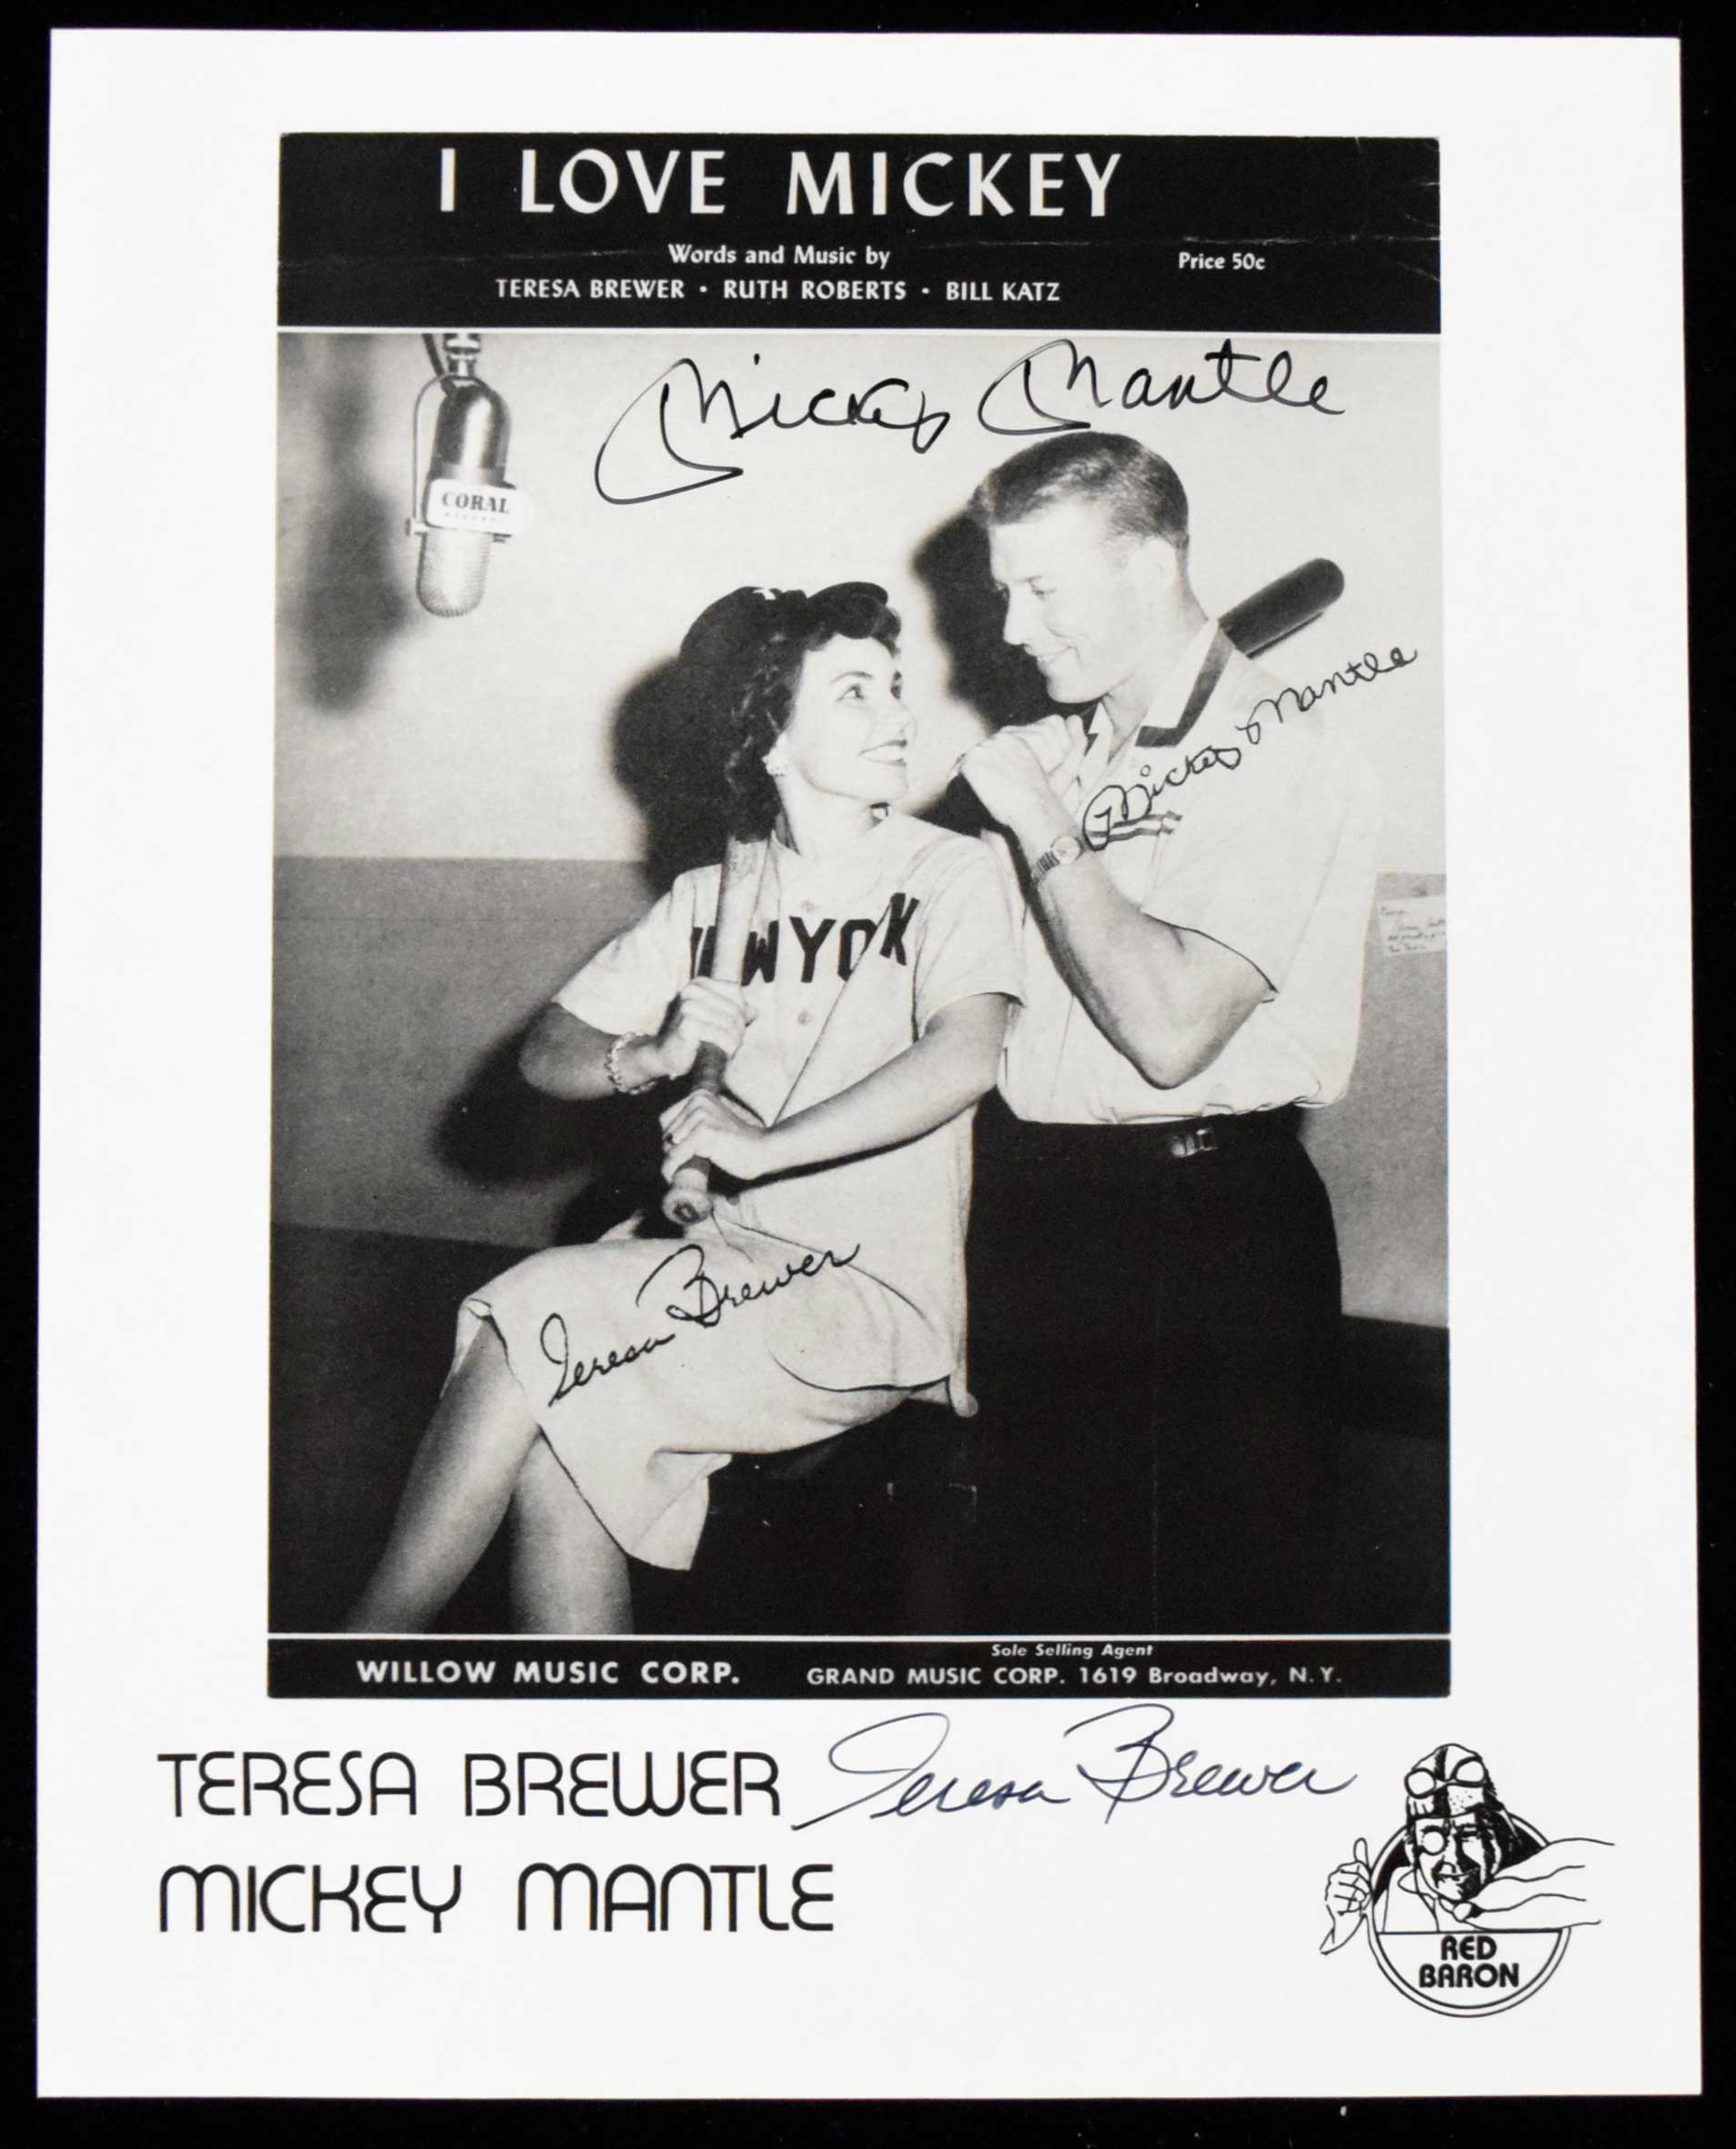 I LOVE MICKEY
Words and Music by
Price 50c
TERESA BREWER · RUTH ROBERTS · BILL KATZ
Mickey Mantle
CORAL
RECORDS
Mickey Mantle
NEW YORK
Teresa Brewer
WILLOW MUSIC CORP.
Sole Selling Agent
GRAND MUSIC CORP. 1619 Broadway, N.Y.
TERESA BREWER
Teresa Brewer
MICKEY MANTLE
RED
BARON